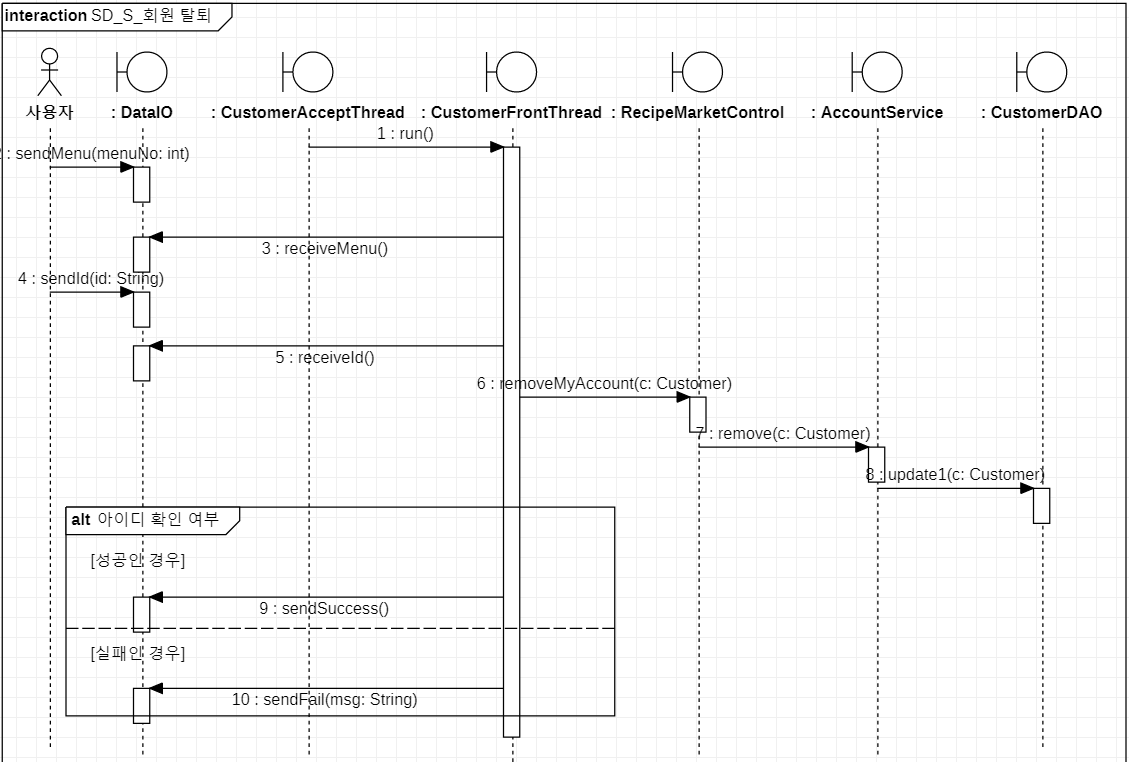 interaction SD_S_회원 탈퇴
사용자
: DataIO
: CustomerAcceptThread
: CustomerFrontThread
: RecipeMarketControl
: AccountService
: CustomerDAO
1 : run()
: sendMenu(menuNo: int)
3 : receiveMenu()
4 : sendId(id: String)
5 : receiveId()
6 : removeMyAccount(c: Customer)
7 : remove(c: Customer)
8 : update1(c: Customer)
alt 아이디 확인 여부
[성공인 경우]
9 : sendSuccess()
[실패인 경우]
10 : sendFail(msg: String)